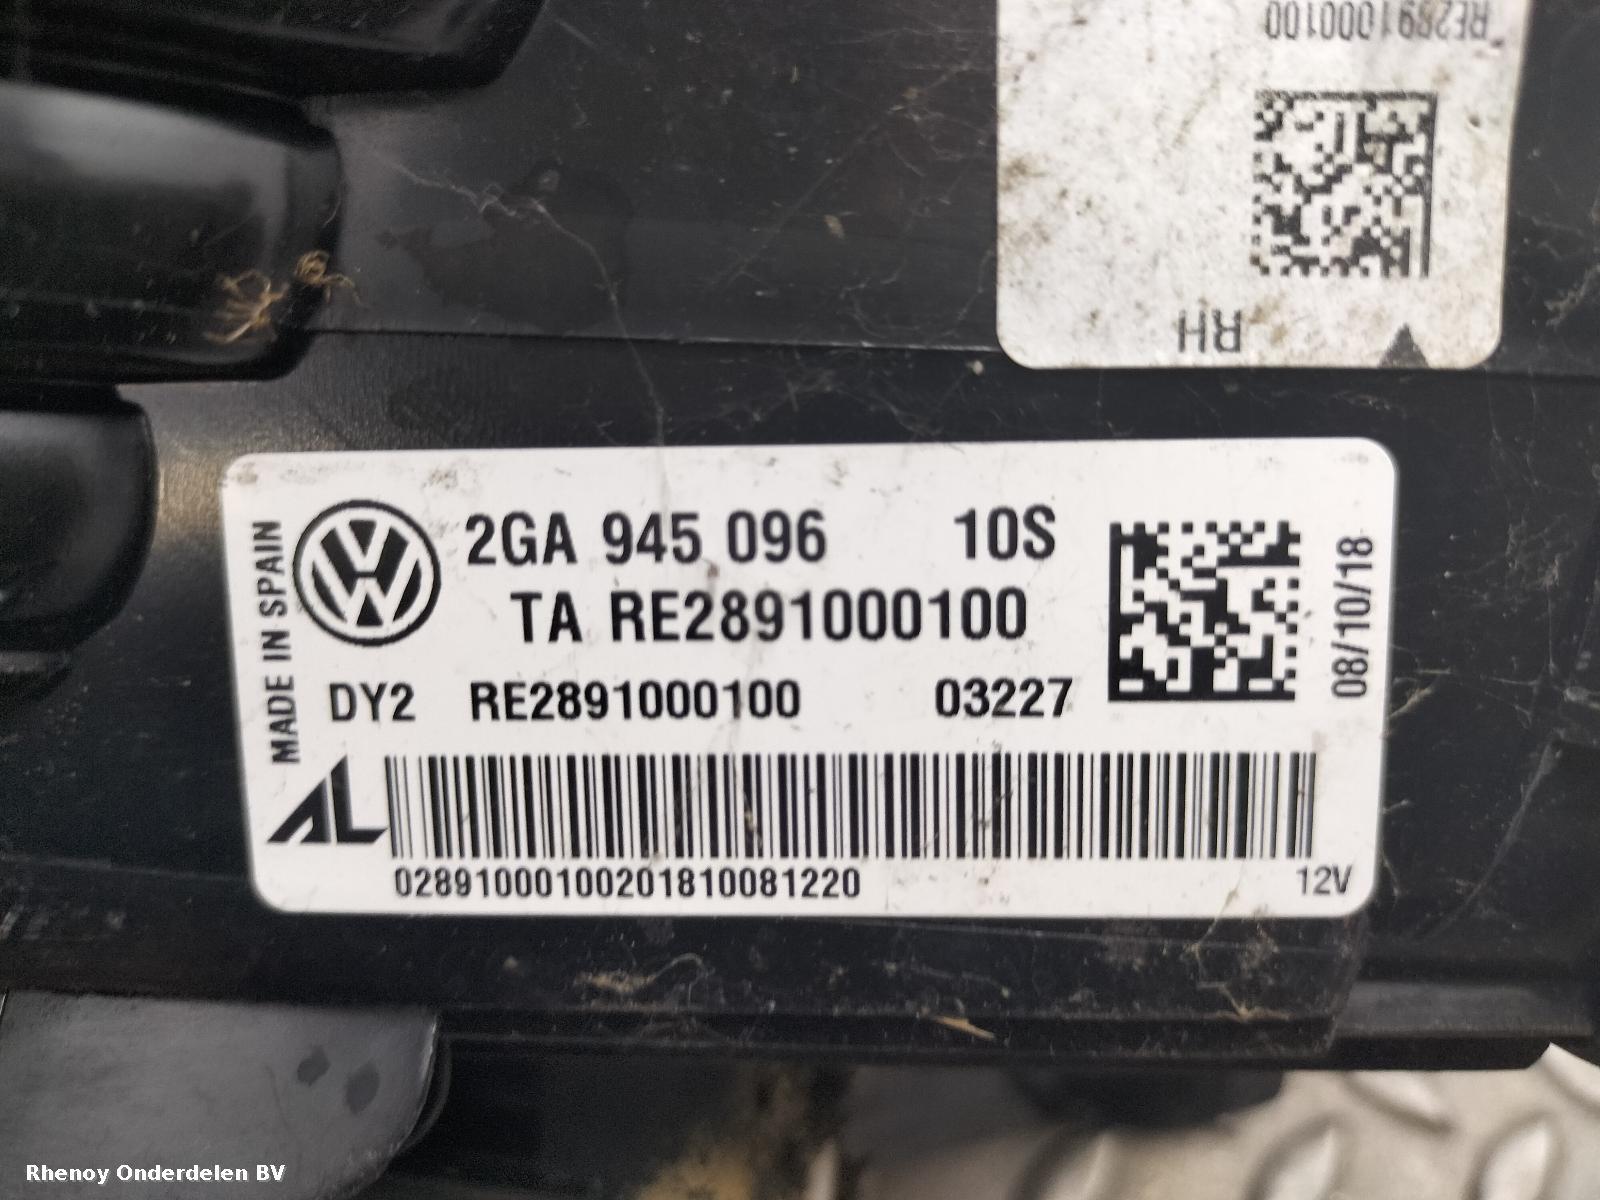 RE2891000100
RH
MADE IN SPAIN
2GA 945 096 10S
TA RE2891000100
DY2 RE2891000100 03227
08/10/18
AL
02891000100201810081220
12V
Rhenoy Onderdelen BV